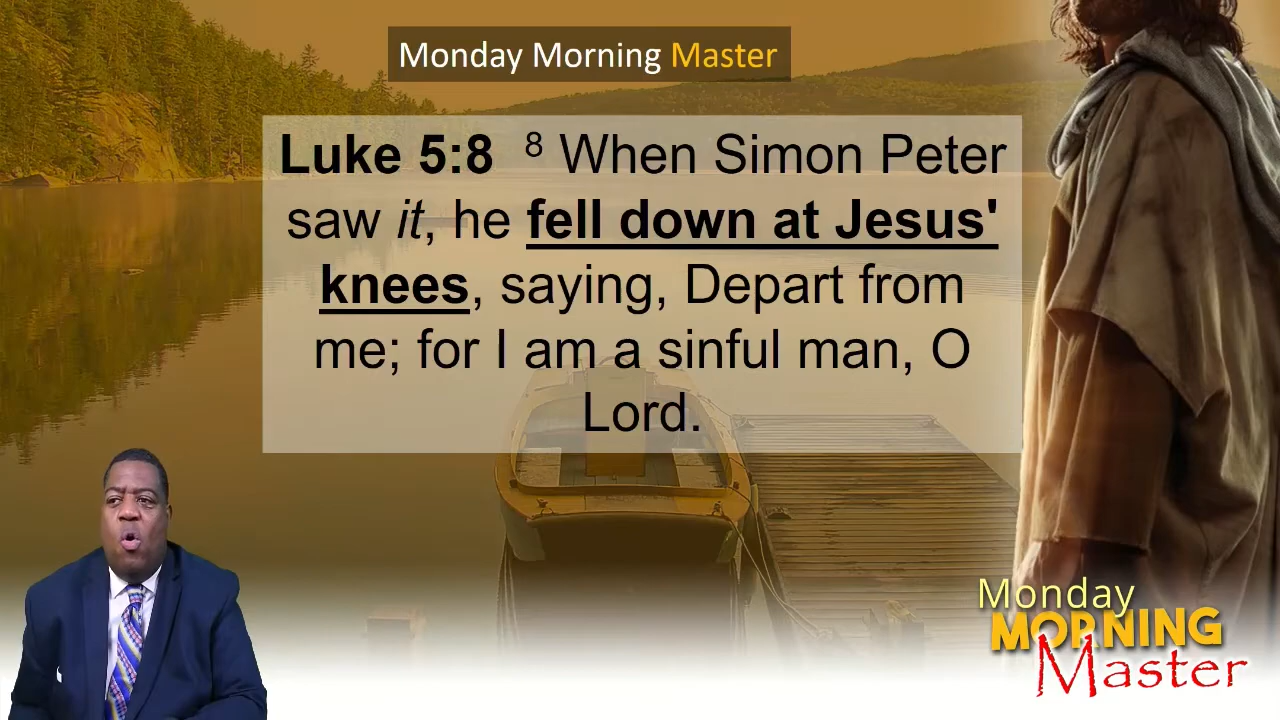 Monday Morning Master
Luke 5:8 ⁸ When Simon Peter
saw it, he fell down at Jesus'
knees, saying, Depart from
me; for I am a sinful man, O
Lord.
Monday
MORNING
Master